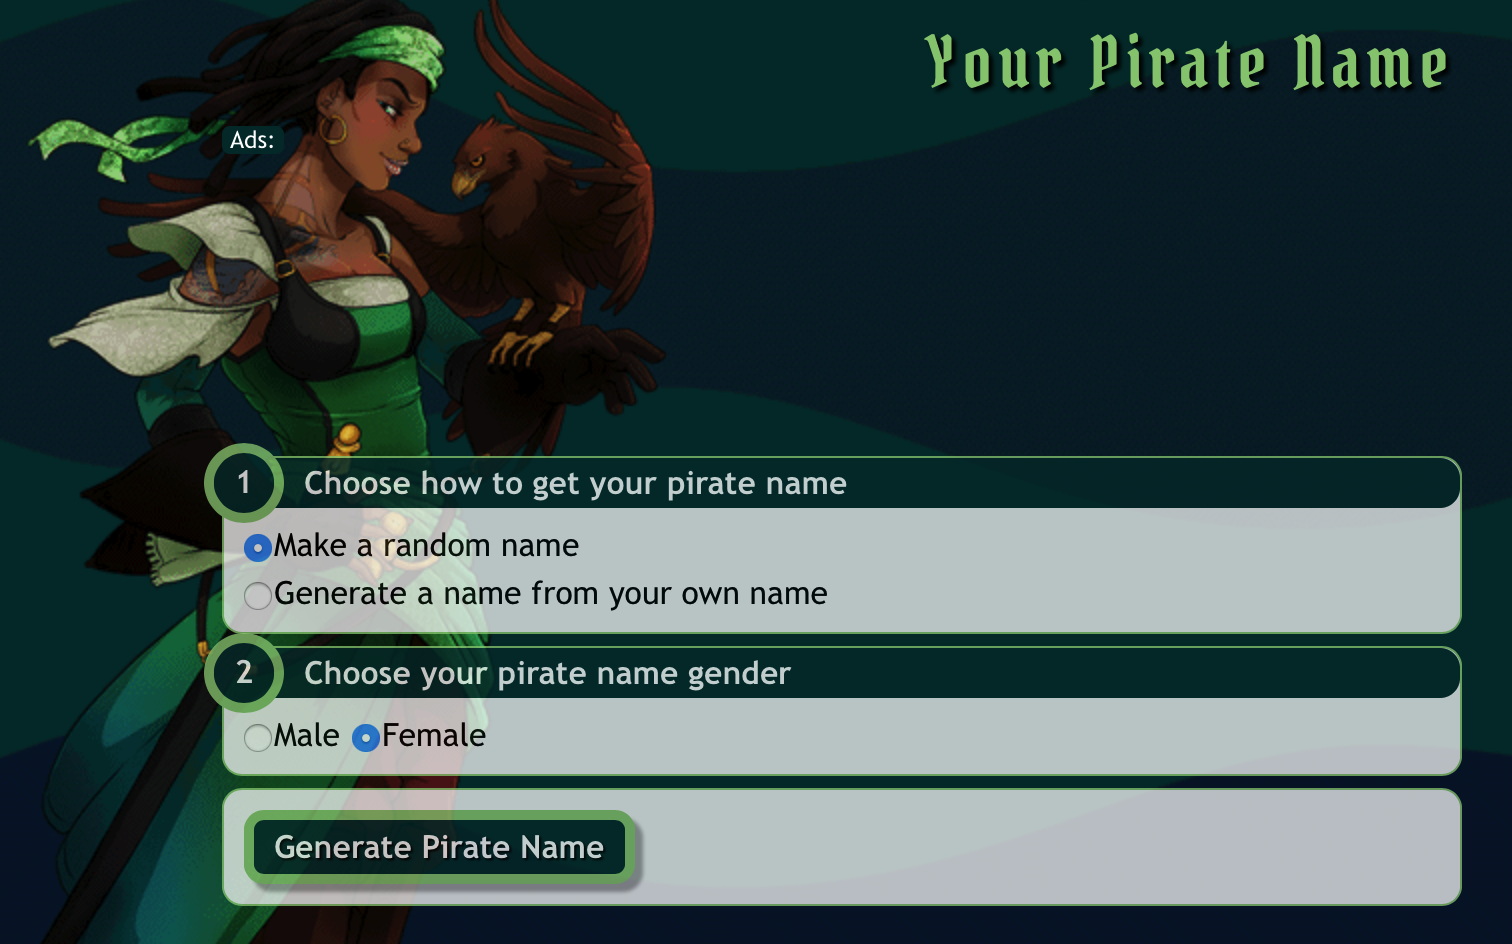 Your Pirate Name
Ads:
1
Choose how to get your pirate name
Make a random name
Generate a name from your own name
2
Choose your pirate name gender
Male Female
Generate Pirate Name